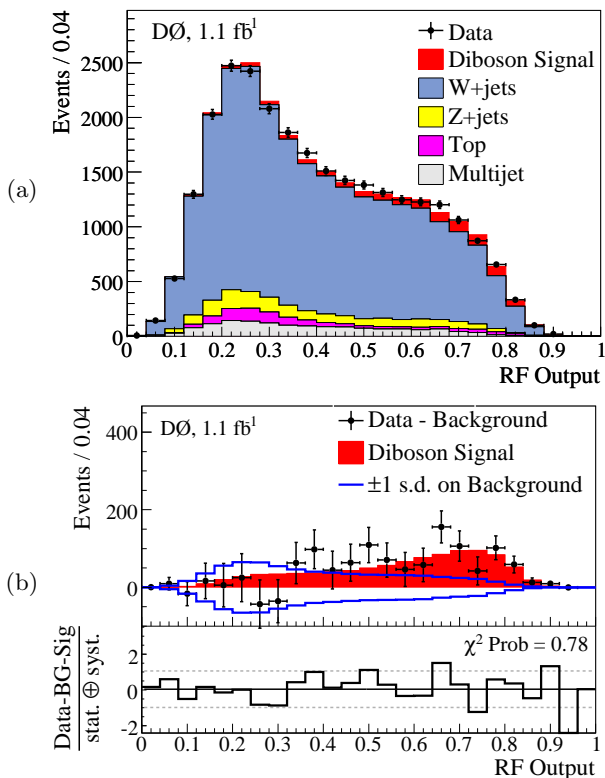 (a)
Events / 0.04
DØ, 1.1 fb⁻¹
Data
Diboson Signal
W+jets
Z+jets
Top
Multijet
2500
2000
1500
1000
500
0
0 0.1 0.2 0.3 0.4 0.5 0.6 0.7 0.8 0.9 1
RF Output
(b)
Events / 0.04
DØ, 1.1 fb⁻¹
Data - Background
Diboson Signal
±1 s.d. on Background
400
200
0
Data-BG-Sig
stat. ⊕ syst.
χ² Prob = 0.78
2
0
-2
0 0.1 0.2 0.3 0.4 0.5 0.6 0.7 0.8 0.9 1
RF Output